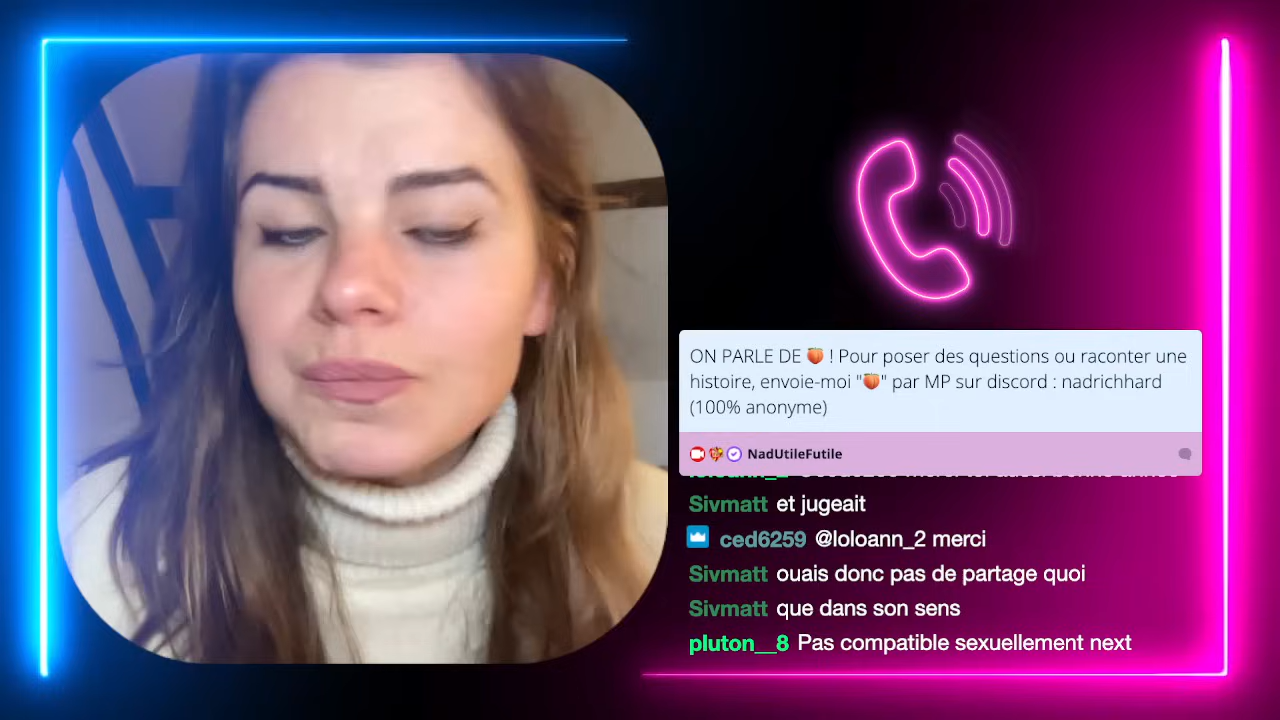 ON PARLE DE 🍑 ! Pour poser des questions ou raconter une
histoire, envoie-moi "🍑" par MP sur discord : nadrichhard
(100% anonyme)
NadUtileFutile
Sivmatt et jugeait
ced6259 @loloann_2 merci
Sivmatt ouais donc pas de partage quoi
Sivmatt que dans son sens
pluton__8 Pas compatible sexuellement next